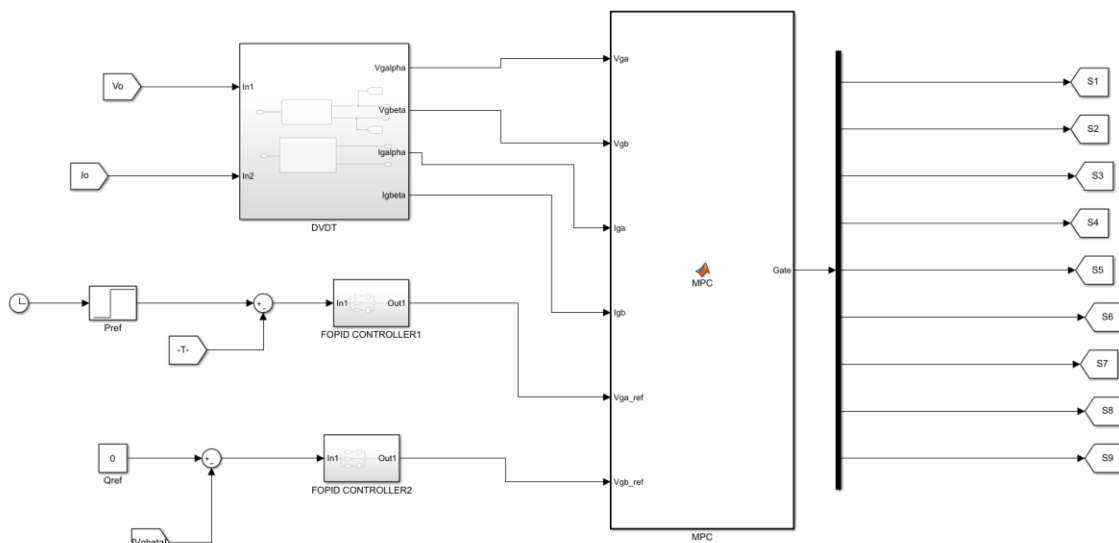 Vo
Io
In1
In2
Vgalpha
Vgbeta
Igalpha
Igbeta
DVDT
Pref
+
-
-T-
In1
Out1
FOPID CONTROLLER1
0
Qref
+
-
In1
Out1
FOPID CONTROLLER2
[Vgbeta]
Vga
Vgb
Iga
Igb
Vga_ref
Vgb_ref
MPC
Gate
MPC
S1
S2
S3
S4
S5
S6
S7
S8
S9